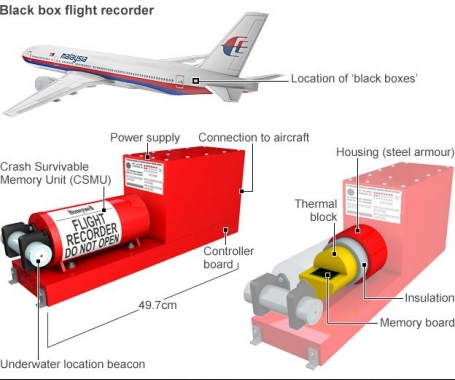 Black box flight recorder
malaysia
Location of 'black boxes'
Power supply
Connection to aircraft
Housing (steel armour)
Crash Survivable
Memory Unit (CSMU)
Thermal
block
Honeywell
FLIGHT
RECORDER
DO NOT OPEN
Controller
board
Insulation
49.7cm
Memory board
Underwater location beacon